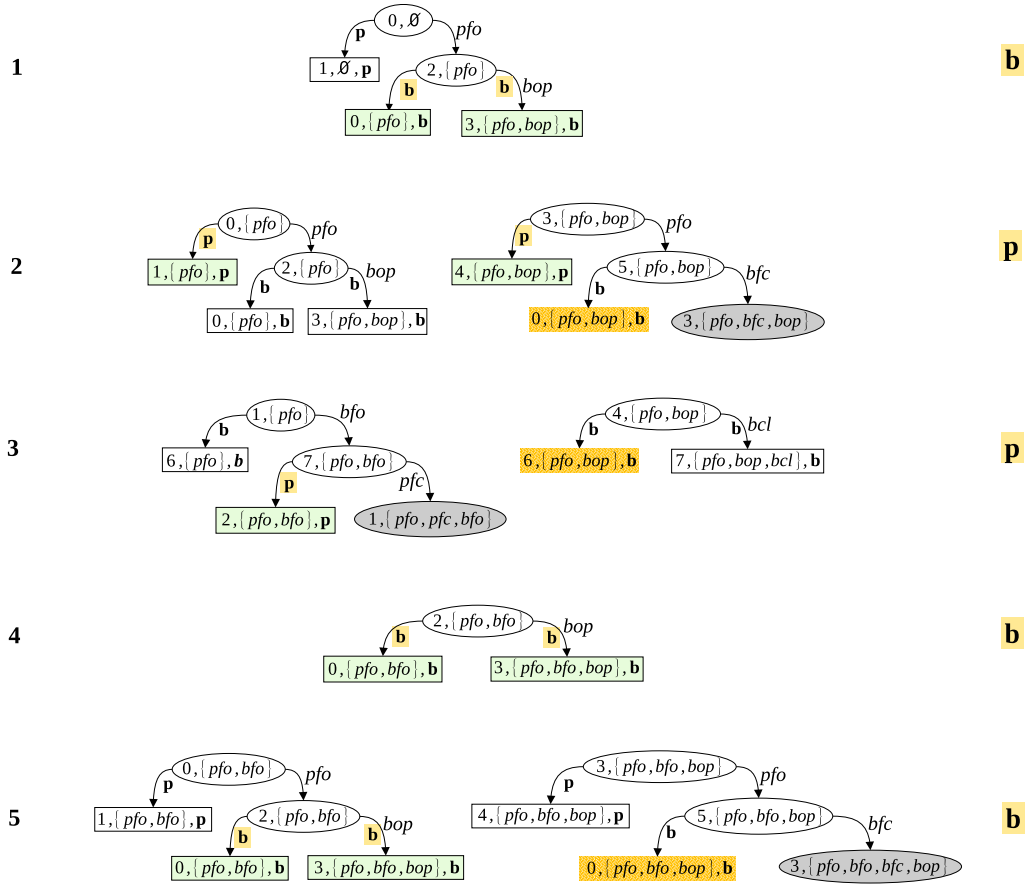 0,∅
p pfo
1 b
1,∅,p 2,{pfo}
b b bop
0,{pfo},b 3,{pfo,bop},b
0,{pfo} 3,{pfo,bop}
p pfo p pfo
2 p
1,{pfo},p 2,{pfo} bop 4,{pfo,bop},p 5,{pfo,bop} bfc
b b b
0,{pfo},b 3,{pfo,bop},b 0,{pfo,bop},b 3,{pfo,bfc,bop}
1,{pfo} bfo 4,{pfo,bop}
b b bcl
3 p
6,{pfo},b 7,{pfo,bfo} 6,{pfo,bop},b 7,{pfo,bop,bcl},b
p pfc
2,{pfo,bfo},p 1,{pfo,pfc,bfo}
2,{pfo,bfo}
4 b b bop b
0,{pfo,bfo},b 3,{pfo,bfo,bop},b
0,{pfo,bfo} 3,{pfo,bfo,bop}
p pfo p pfo
5 b
1,{pfo,bfo},p 2,{pfo,bfo} 4,{pfo,bfo,bop},p 5,{pfo,bfo,bop}
b b bop b bfc
0,{pfo,bfo},b 3,{pfo,bfo,bop},b 0,{pfo,bfo,bop},b 3,{pfo,bfo,bfc,bop}